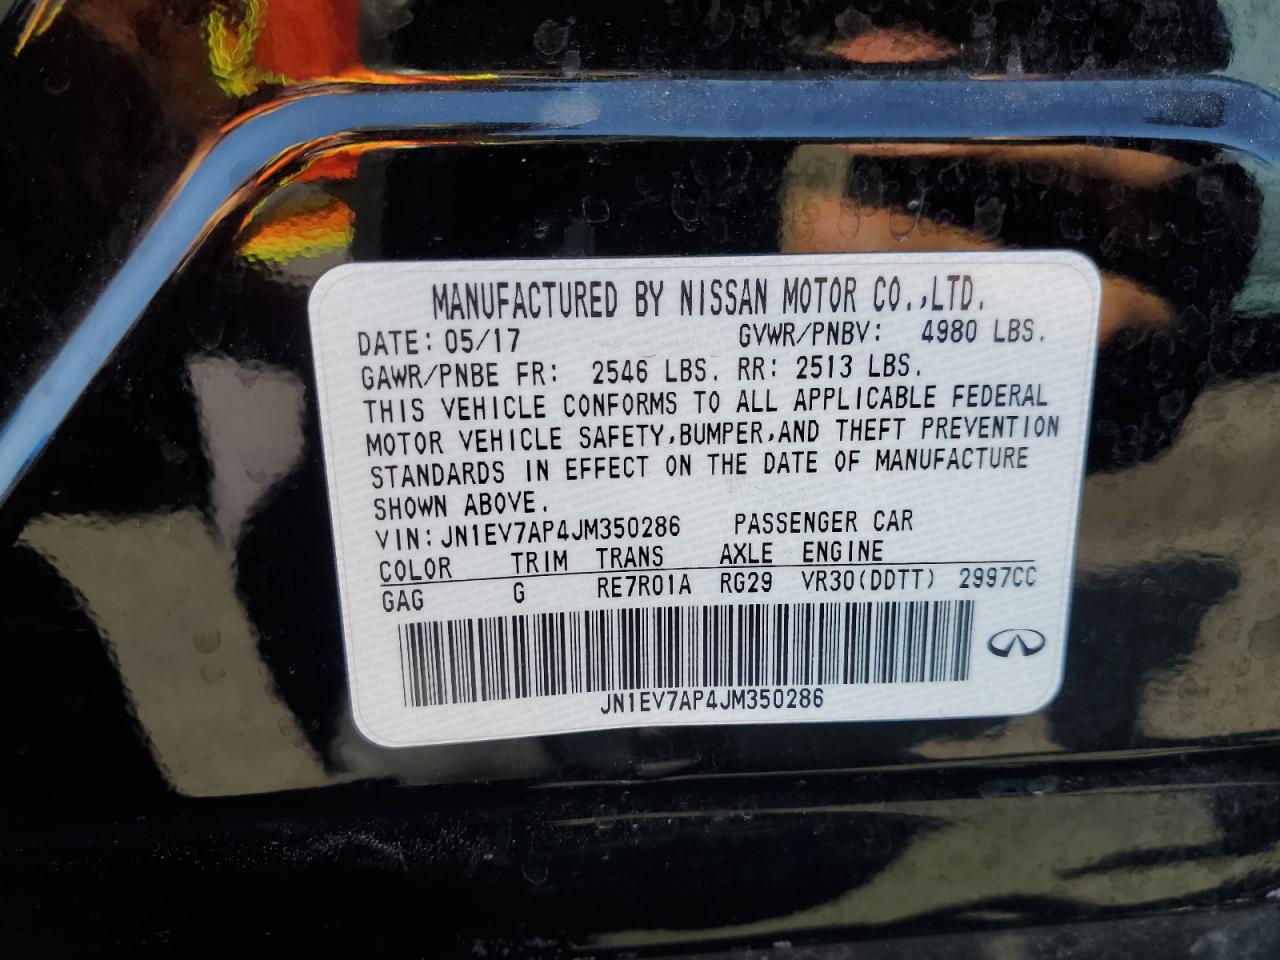 MANUFACTURED BY NISSAN MOTOR CO.,LTD.
DATE: 05/17 GVWR/PNBV: 4980 LBS.
GAWR/PNBE FR: 2546 LBS. RR: 2513 LBS.
THIS VEHICLE CONFORMS TO ALL APPLICABLE FEDERAL
MOTOR VEHICLE SAFETY,BUMPER,AND THEFT PREVENTION
STANDARDS IN EFFECT ON THE DATE OF MANUFACTURE
SHOWN ABOVE.
VIN: JN1EV7AP4JM350286 PASSENGER CAR
COLOR TRIM TRANS AXLE ENGINE
GAG G RE7R01A RG29 VR30(DDTT) 2997CC
JN1EV7AP4JM350286